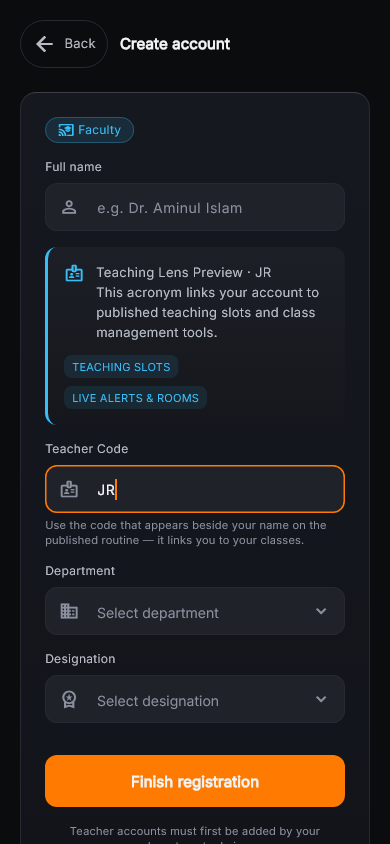 Back
Create account
Faculty
Full name
e.g. Dr. Aminul Islam
Teaching Lens Preview · JR
This acronym links your account to
published teaching slots and class
management tools.
TEACHING SLOTS
LIVE ALERTS & ROOMS
Teacher Code
JR
Use the code that appears beside your name on the
published routine — it links you to your classes.
Department
Select department
Designation
Select designation
Finish registration
Teacher accounts must first be added by your